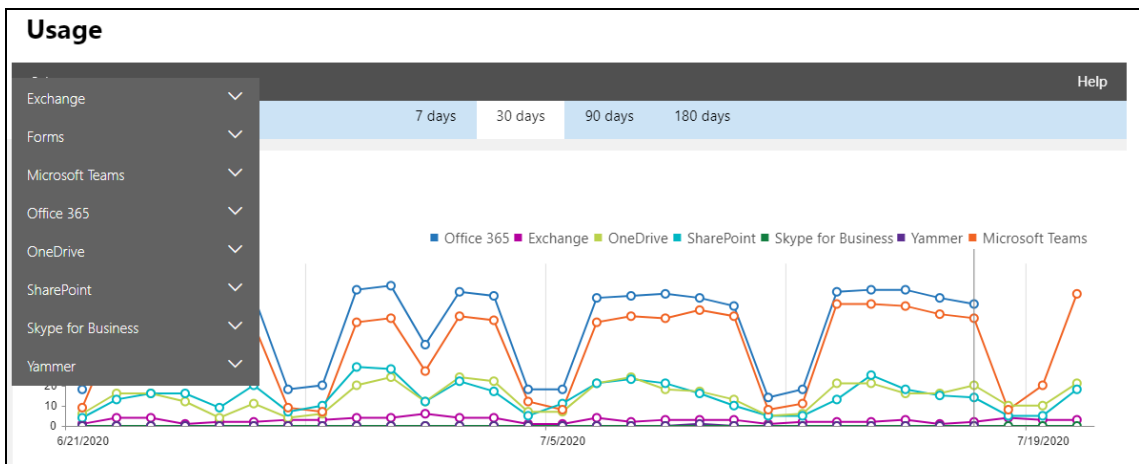 Usage
Help
Exchange
7 days 30 days 90 days 180 days
Forms
Microsoft Teams
Office 365
Office 365 Exchange OneDrive SharePoint Skype for Business Yammer Microsoft Teams
OneDrive
SharePoint
Skype for Business
Yammer
20
10
0
6/21/2020 7/5/2020 7/19/2020